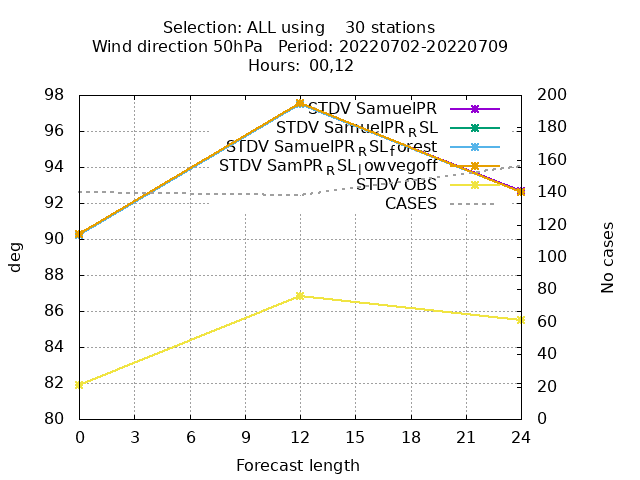 Selection: ALL using    30 stations
Wind direction 50hPa   Period: 20220702-20220709
Hours: 00,12
98 200
STDV SamuelPR
96 180
STDV SamuelPR_RSL
STDV SamuelPR_RSL_forest
94 160
STDV SamPR_RSL_lowvegoff
STDV OBS
92 140
CASES
90 120
deg
No cases
100
88 80
86 60
84 40
82 20
80 0
0 3 6 9 12 15 18 21 24
Forecast length